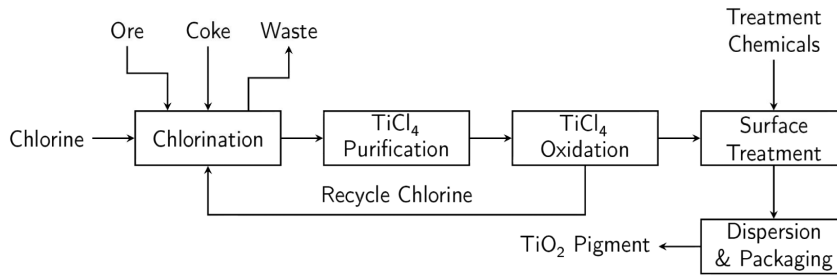 Treatment
Chemicals
Ore
Coke
Waste
Chlorine
Chlorination
TiCl₄
Purification
TiCl₄
Oxidation
Surface
Treatment
Recycle Chlorine
TiO₂ Pigment
Dispersion
& Packaging